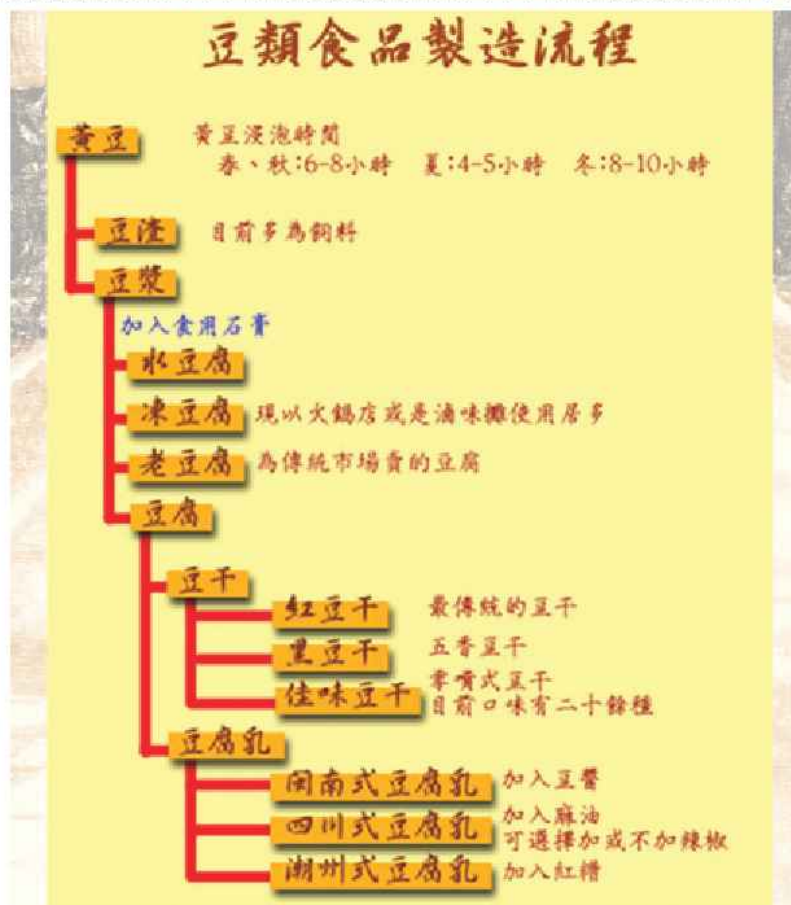 豆類食品製造流程
黃豆 黃豆浸泡時間
春、秋:6-8小時 夏:4-5小時 冬:8-10小時
豆渣 目前多為飼料
豆漿
加入食用石膏
水豆腐
凍豆腐 現以火鍋店或是滷味攤使用居多
老豆腐 為傳統市場賣的豆腐
豆腐
豆干
紅豆干 最傳統的豆干
黑豆干 五香豆干
佳味豆干 零嘴式豆干
目前口味有二十餘種
豆腐乳
閩南式豆腐乳 加入豆醬
四川式豆腐乳 加入麻油
可選擇加或不加辣椒
潮州式豆腐乳 加入紅糟